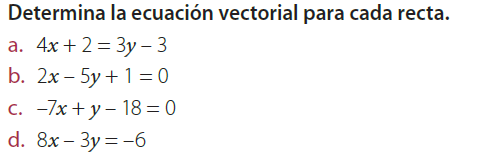 Determina la ecuación vectorial para cada recta.
a. 4x + 2 = 3y – 3
b. 2x – 5y + 1 = 0
c. –7x + y – 18 = 0
d. 8x – 3y = –6